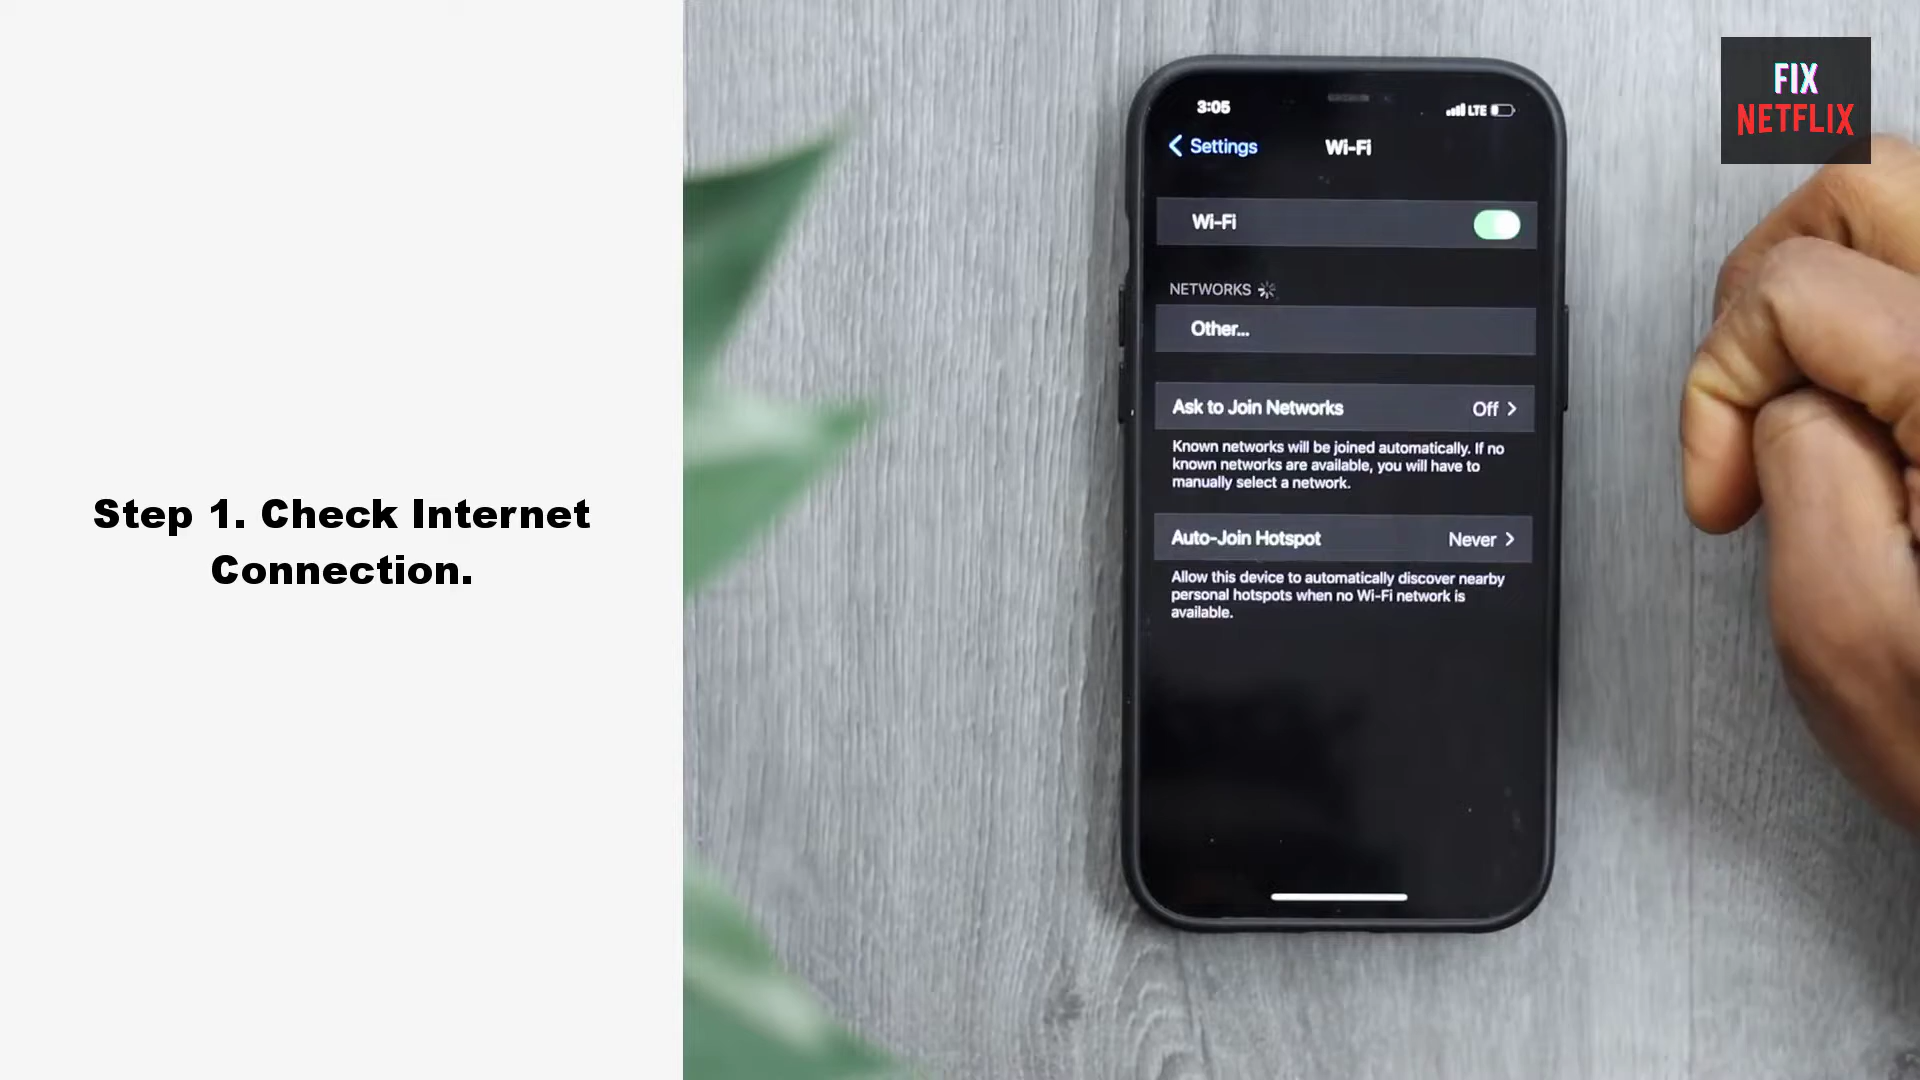 Step 1. Check Internet
Connection.
FIX
NETFLIX
3:05
LTE
Settings
Wi-Fi
Wi-Fi
NETWORKS
Other...
Ask to Join Networks
Off
Known networks will be joined automatically. If no
known networks are available, you will have to
manually select a network.
Auto-Join Hotspot
Never
Allow this device to automatically discover nearby
personal hotspots when no Wi-Fi network is
available.